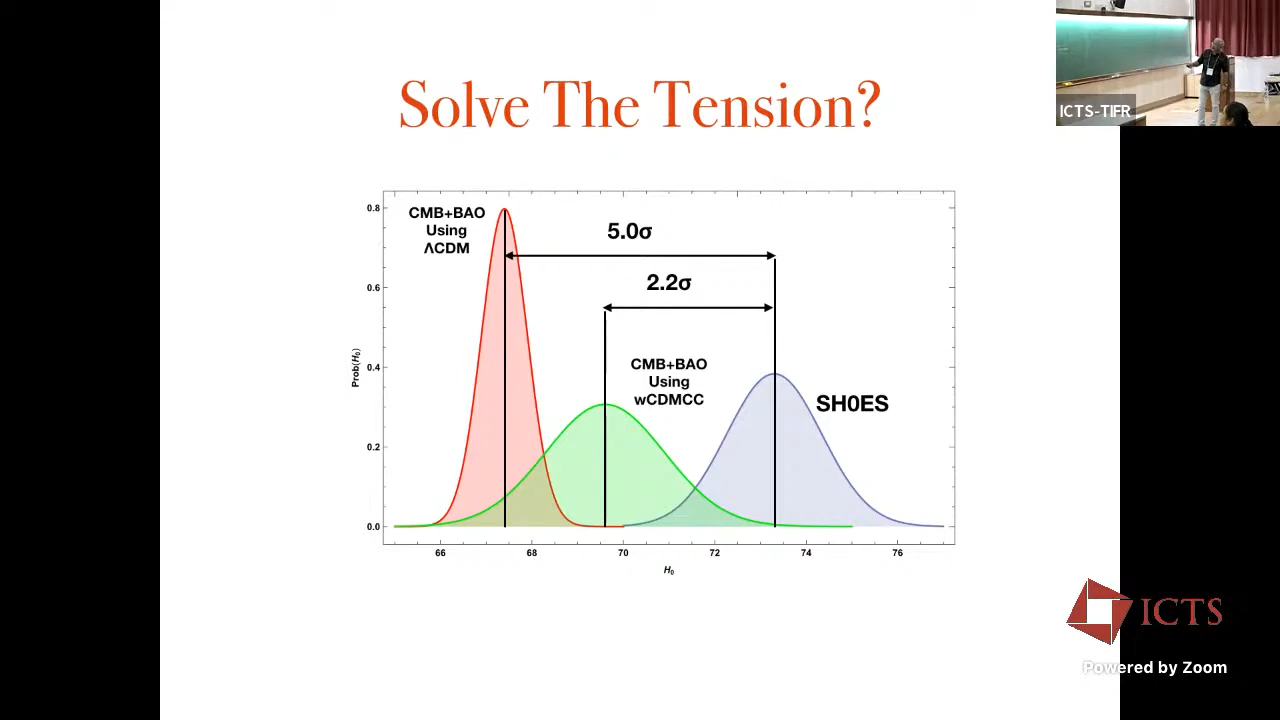 Solve The Tension?
ICTS-TIFR
CMB+BAO
Using
ΛCDM
5.0σ
2.2σ
CMB+BAO
Using
wCDMCC
SH0ES
Prob(H₀)
0.8
0.6
0.4
0.2
0.0
66
68
70
72
74
76
H₀
ICTS
Powered by Zoom